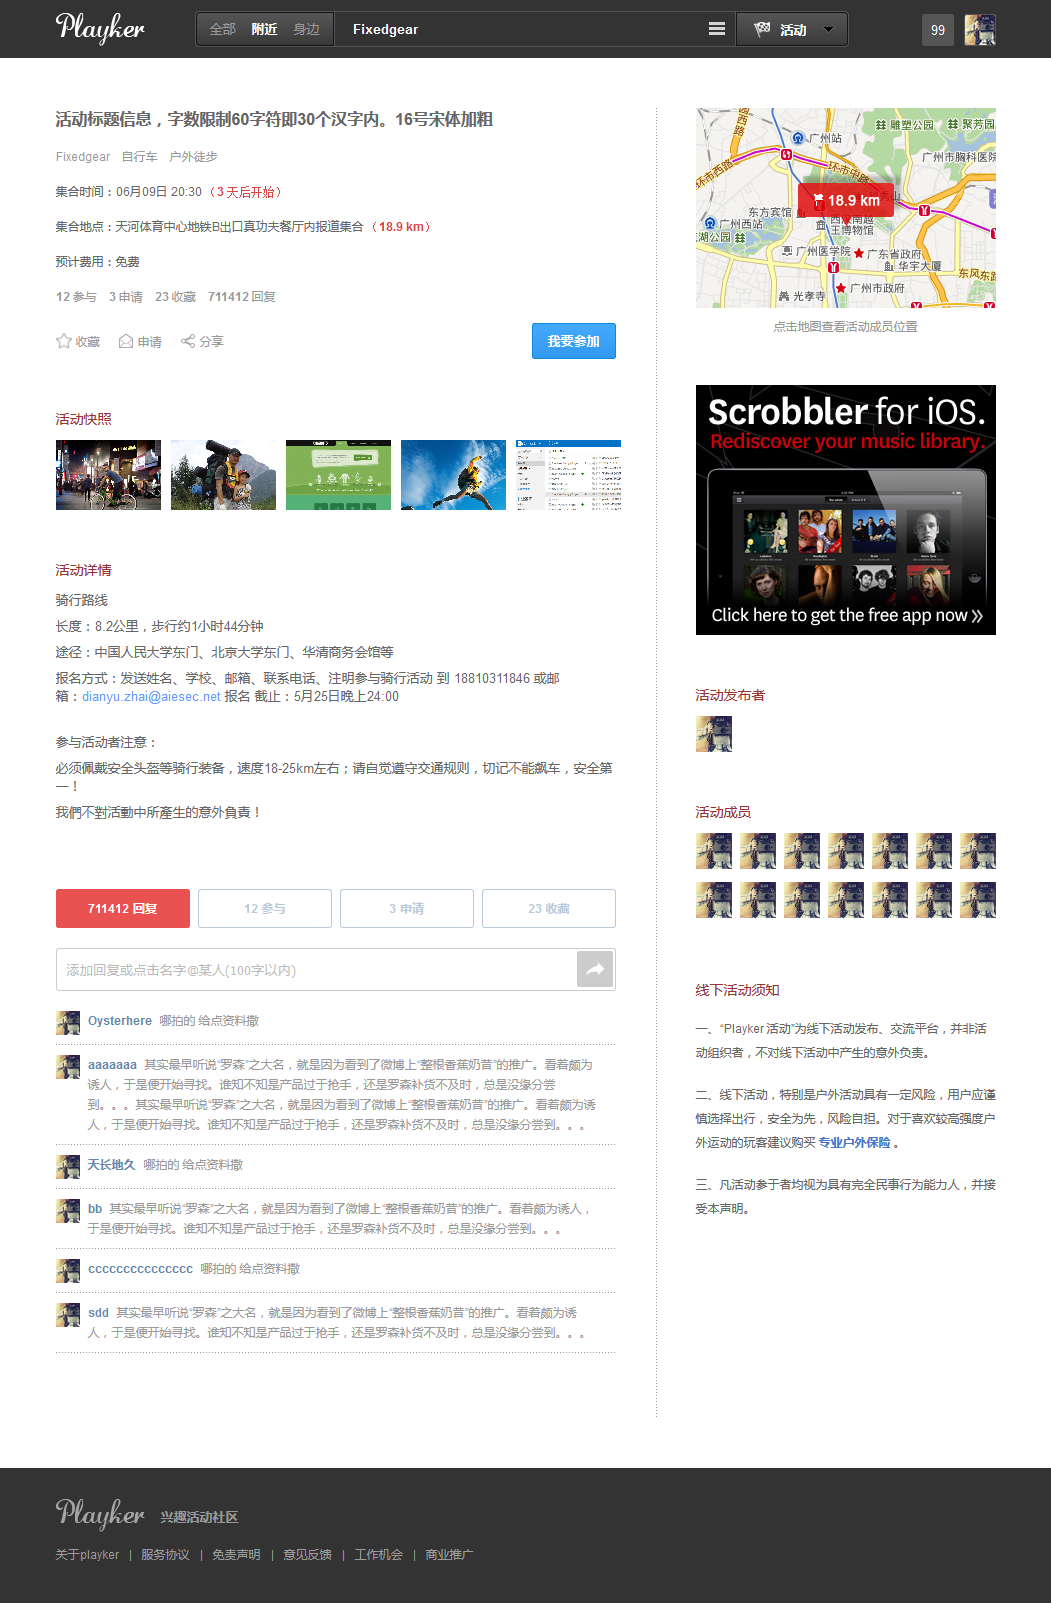 Playker
全部 附近 身边
Fixedgear
活动
99
活动标题信息，字数限制60字符即30个汉字内。16号宋体加粗
Fixedgear 自行车 户外徒步
集合时间：06月09日 20:30（3 天后开始）
集合地点：天河体育中心地铁B出口真功夫餐厅内报道集合（18.9 km）
预计费用：免费
12 参与 3 申请 23 收藏 711412 回复
收藏 申请 分享
我要参加
活动快照
活动详情
骑行路线
长度：8.2公里，步行约1小时44分钟
途径：中国人民大学东门、北京大学东门、华清商务会馆等
报名方式：发送姓名、学校、邮箱、联系电话、注明参与骑行活动 到 18810311846 或邮
箱：dianyu.zhai@aiesec.net 报名 截止：5月25日晚上24:00
参与活动者注意：
必须佩戴安全头盔等骑行装备，速度18-25km左右；请自觉遵守交通规则，切记不能飙车，安全第
一！
我們不對活動中所產生的意外負責！
711412 回复
12 参与
3 申请
23 收藏
添加回复或点击名字@某人(100字以内)
Oysterhere 哪拍的 给点资料撒
aaaaaaa 其实最早听说“罗森”之大名，就是因为看到了微博上“整根香蕉奶昔”的推广。看着颇为
诱人，于是便开始寻找。谁知不知是产品过于抢手，还是罗森补货不及时，总是没缘分尝
到。。。其实最早听说“罗森”之大名，就是因为看到了微博上“整根香蕉奶昔”的推广。看着颇为诱
人，于是便开始寻找。谁知不知是产品过于抢手，还是罗森补货不及时，总是没缘分尝到。。。
天长地久 哪拍的 给点资料撒
bb 其实最早听说“罗森”之大名，就是因为看到了微博上“整根香蕉奶昔”的推广。看着颇为诱人，
于是便开始寻找。谁知不知是产品过于抢手，还是罗森补货不及时，总是没缘分尝到。。。
ccccccccccccccc 哪拍的 给点资料撒
sdd 其实最早听说“罗森”之大名，就是因为看到了微博上“整根香蕉奶昔”的推广。看着颇为诱
人，于是便开始寻找。谁知不知是产品过于抢手，还是罗森补货不及时，总是没缘分尝到。。。
雕塑公园
聚芳园
广州站
广州市胸科医院
环市西路
环市中路
18.9 km
东方宾馆
广州西站
西汉南越
王博物馆
湖公园
广州医学院
广东省政府
华宇大厦
东风东路
广州市政府
光孝寺
点击地图查看活动成员位置
Scrobbler for iOS.
Rediscover your music library.
Click here to get the free app now »
活动发布者
活动成员
线下活动须知
一、“Playker 活动”为线下活动发布、交流平台，并非活
动组织者，不对线下活动中产生的意外负责。
二、线下活动，特别是户外活动具有一定风险，用户应谨
慎选择出行，安全为先，风险自担。对于喜欢较高强度户
外运动的玩客建议购买 专业户外保险 。
三、凡活动参于者均视为具有完全民事行为能力人，并接
受本声明。
Playker 兴趣活动社区
关于playker | 服务协议 | 免责声明 | 意见反馈 | 工作机会 | 商业推广